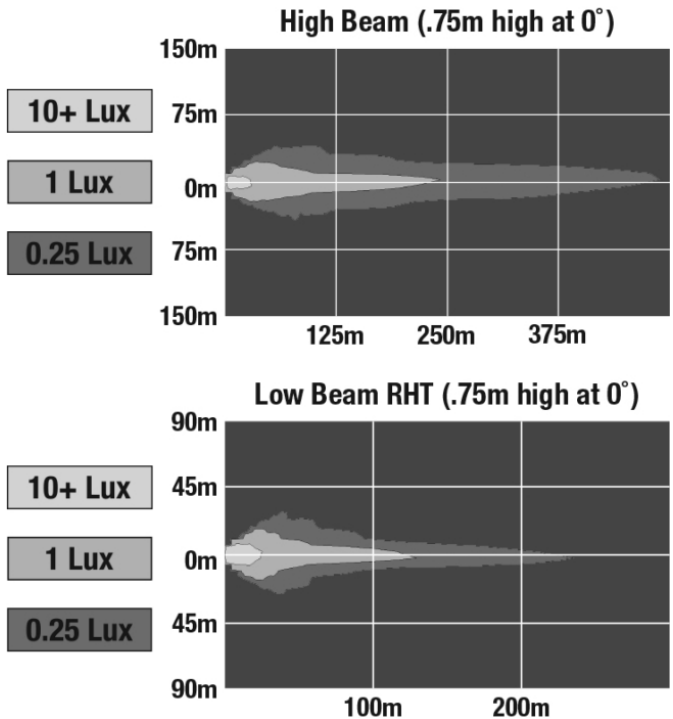 High Beam (.75m high at 0°)
150m
10+ Lux
75m
1 Lux
0m
0.25 Lux
75m
150m
125m 250m 375m
Low Beam RHT (.75m high at 0°)
90m
10+ Lux
45m
1 Lux
0m
0.25 Lux
45m
90m
100m 200m